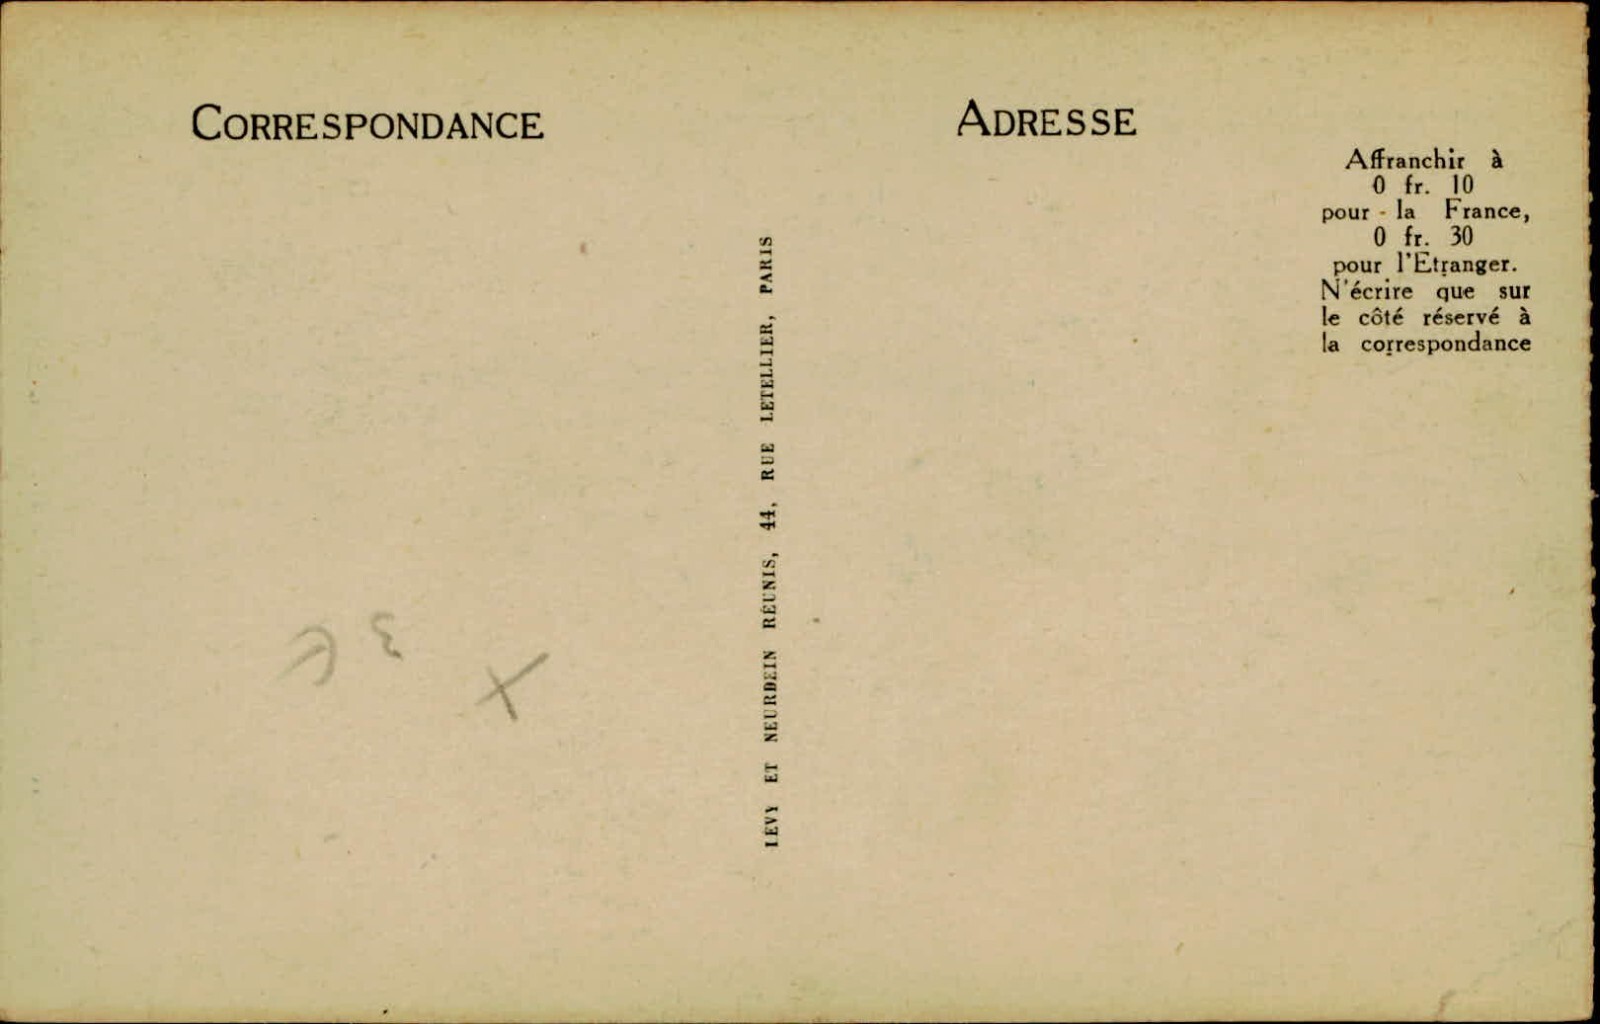 CORRESPONDANCE
ADRESSE
Affranchir à
0 fr. 10
pour - la France,
0 fr. 30
pour l'Etranger.
N'écrire que sur
le côté réservé à
la correspondance
LEVY ET NEURDEIN RÉUNIS, 44, RUE LETELLIER, PARIS